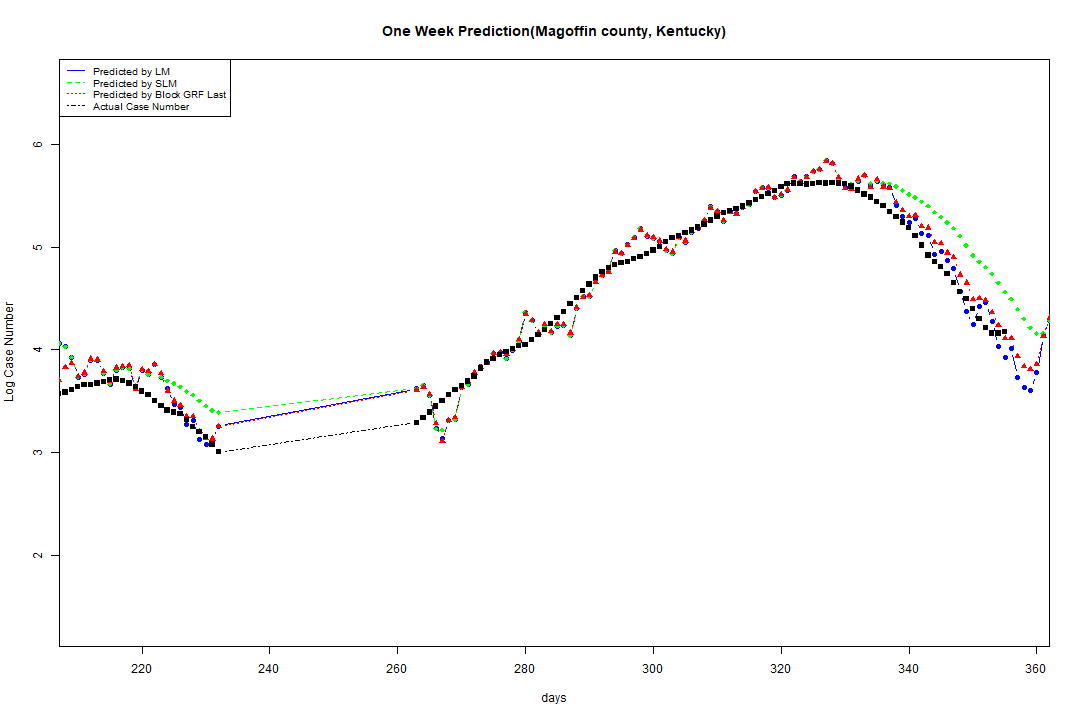 One Week Prediction(Magoffin county, Kentucky)
Predicted by LM
Predicted by SLM
Predicted by Block GRF Last
Actual Case Number
6
5
4
3
2
Log Case Number
220 240 260 280 300 320 340 360
days